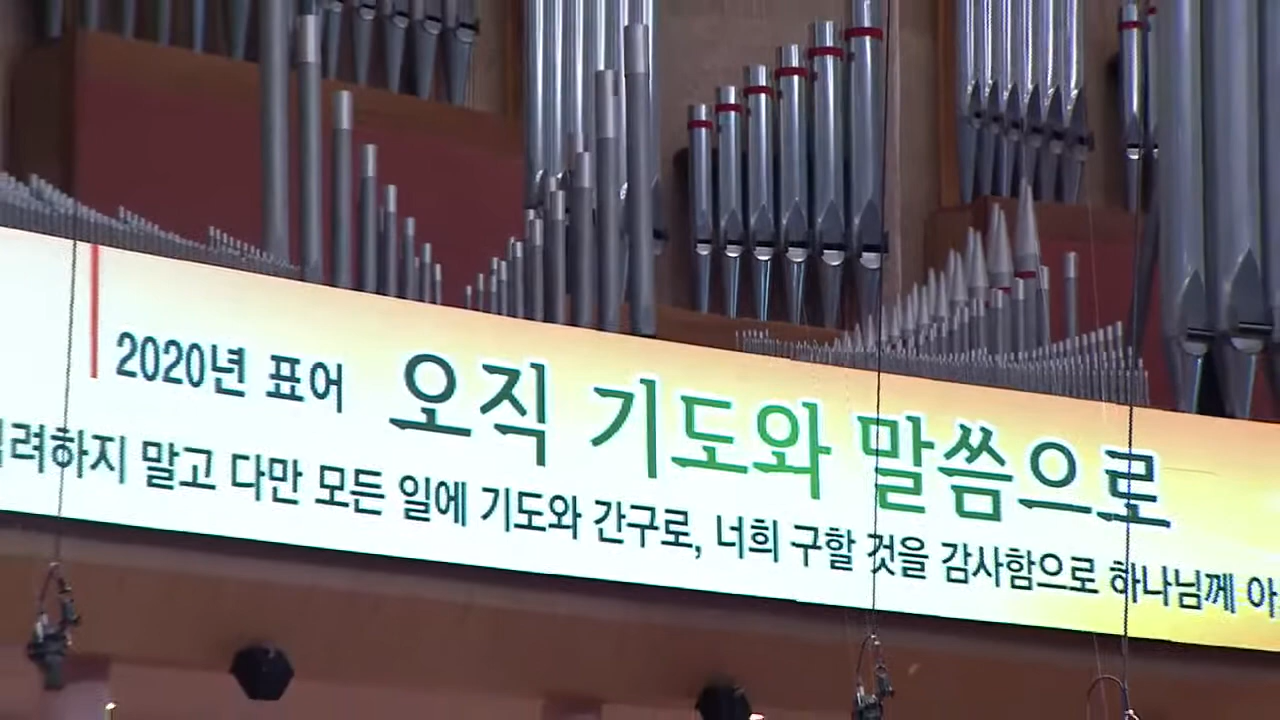 2020년 표어 오직 기도와 말씀으로
려하지 말고 다만 모든 일에 기도와 간구로, 너희 구할 것을 감사함으로 하나님께 아